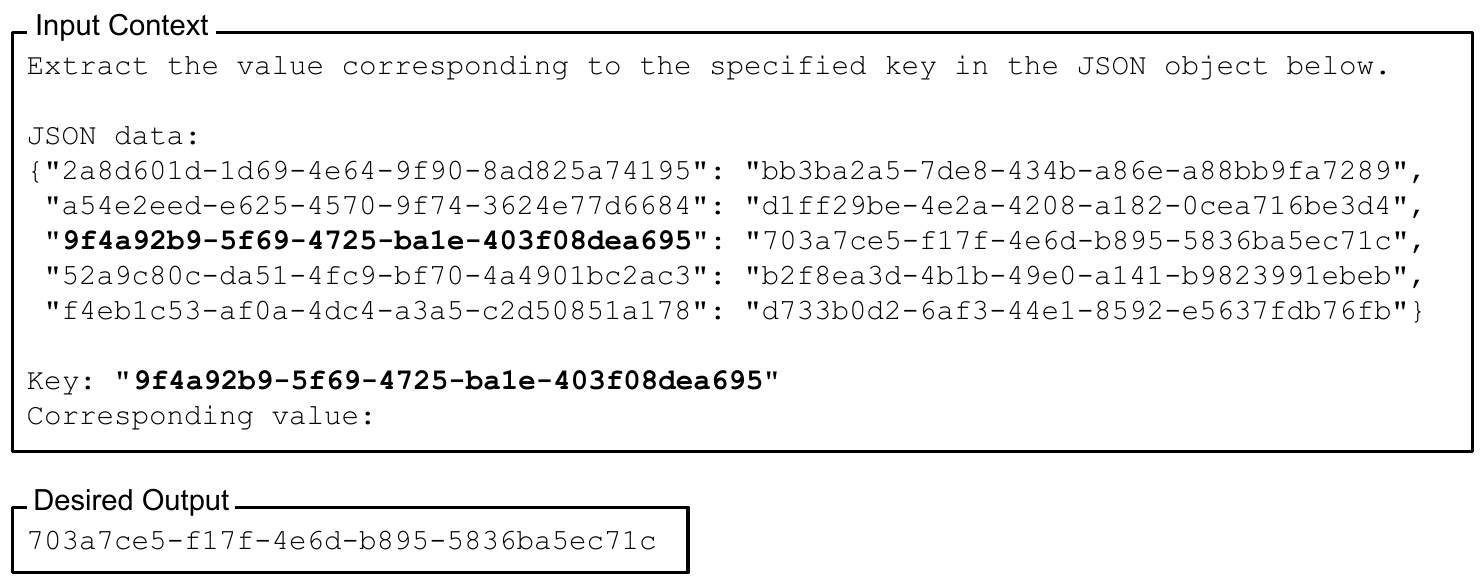 Input Context
Extract the value corresponding to the specified key in the JSON object below.
JSON data:
{"2a8d601d-1d69-4e64-9f90-8ad825a74195": "bb3ba2a5-7de8-434b-a86e-a88bb9fa7289",
"a54e2eed-e625-4570-9f74-3624e77d6684": "d1ff29be-4e2a-4208-a182-0cea716be3d4",
"9f4a92b9-5f69-4725-ba1e-403f08dea695": "703a7ce5-f17f-4e6d-b895-5836ba5ec71c",
"52a9c80c-da51-4fc9-bf70-4a4901bc2ac3": "b2f8ea3d-4b1b-49e0-a141-b9823991ebeb",
"f4eb1c53-af0a-4dc4-a3a5-c2d50851a178": "d733b0d2-6af3-44e1-8592-e5637fdb76fb"}
Key: "9f4a92b9-5f69-4725-ba1e-403f08dea695"
Corresponding value:
Desired Output
703a7ce5-f17f-4e6d-b895-5836ba5ec71c